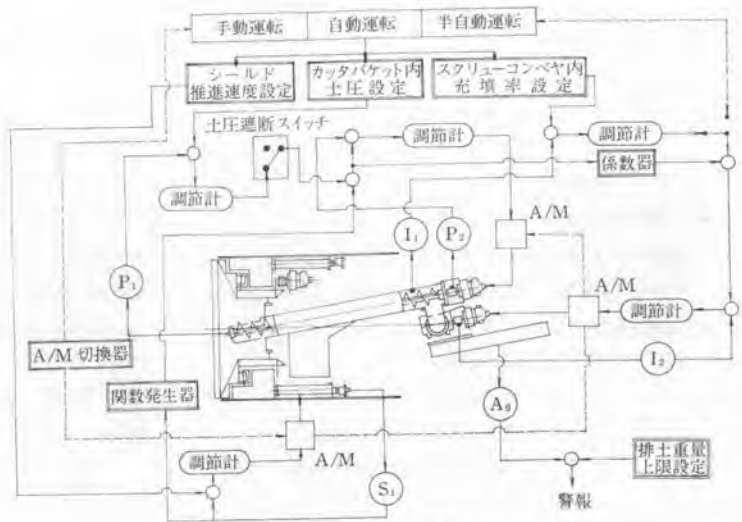 手動運転 自動運転 半自動運転
シールド
推進速度設定
カッタバケット内
土圧設定
スクリューコンベヤ内
充填率設定
土圧遮断スイッチ
調節計
調節計
調節計
係数器
A/M
I₁
P₂
P₁
A/M
調節計
A/M切換器
I₂
関数発生器
A₉
調節計
A/M
S₁
排土重量
上限設定
警報